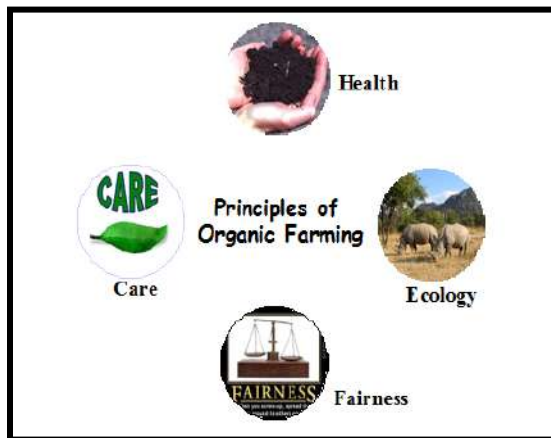 Health
CARE
Principles of
Organic Farming
Care
Ecology
FAIRNESS
Fairness